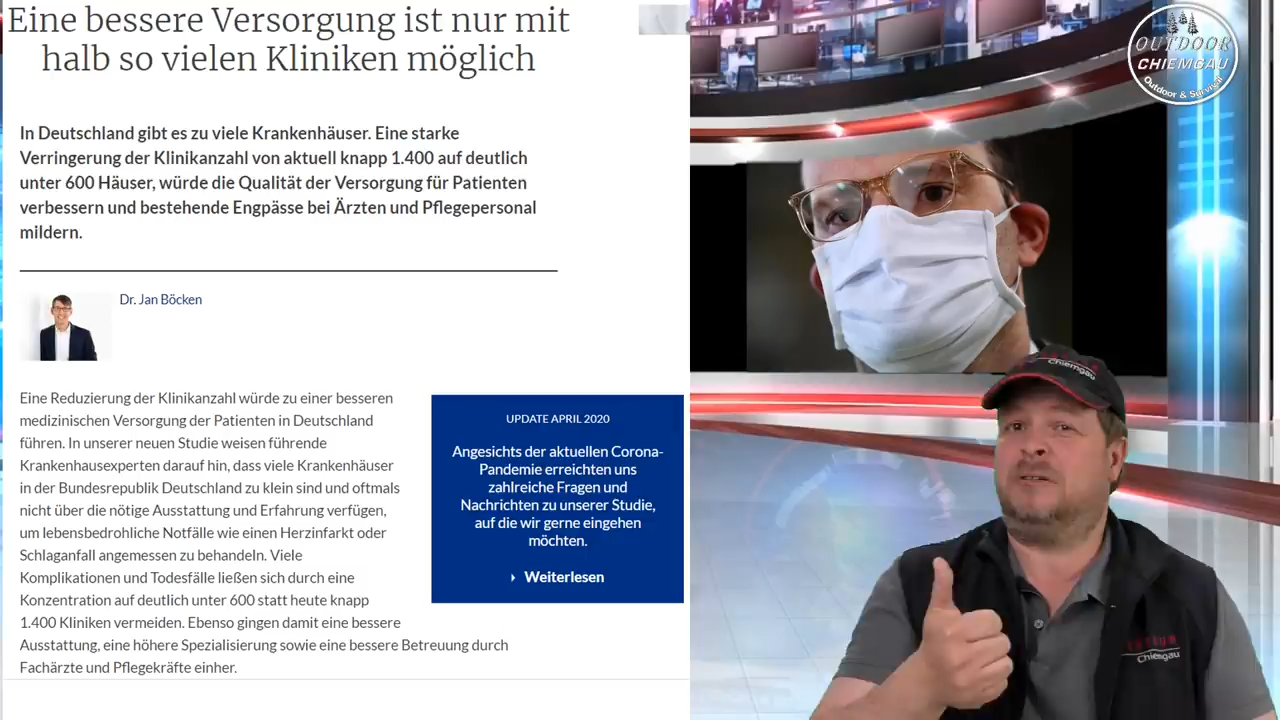 Eine bessere Versorgung ist nur mit
halb so vielen Kliniken möglich
In Deutschland gibt es zu viele Krankenhäuser. Eine starke
Verringerung der Klinikanzahl von aktuell knapp 1.400 auf deutlich
unter 600 Häuser, würde die Qualität der Versorgung für Patienten
verbessern und bestehende Engpässe bei Ärzten und Pflegepersonal
mildern.
Dr. Jan Böcken
Eine Reduzierung der Klinikanzahl würde zu einer besseren
medizinischen Versorgung der Patienten in Deutschland
führen. In unserer neuen Studie weisen führende
Krankenhausexperten darauf hin, dass viele Krankenhäuser
in der Bundesrepublik Deutschland zu klein sind und oftmals
nicht über die nötige Ausstattung und Erfahrung verfügen,
um lebensbedrohliche Notfälle wie einen Herzinfarkt oder
Schlaganfall angemessen zu behandeln. Viele
Komplikationen und Todesfälle ließen sich durch eine
Konzentration auf deutlich unter 600 statt heute knapp
1.400 Kliniken vermeiden. Ebenso gingen damit eine bessere
Ausstattung, eine höhere Spezialisierung sowie eine bessere Betreuung durch
Fachärzte und Pflegekräfte einher.
UPDATE APRIL 2020
Angesichts der aktuellen Corona-
Pandemie erreichten uns
zahlreiche Fragen und
Nachrichten zu unserer Studie,
auf die wir gerne eingehen
möchten.
Weiterlesen
OUTDOOR
CHIEMGAU
Outdoor & Survival
Chiemgau
Chiemgau